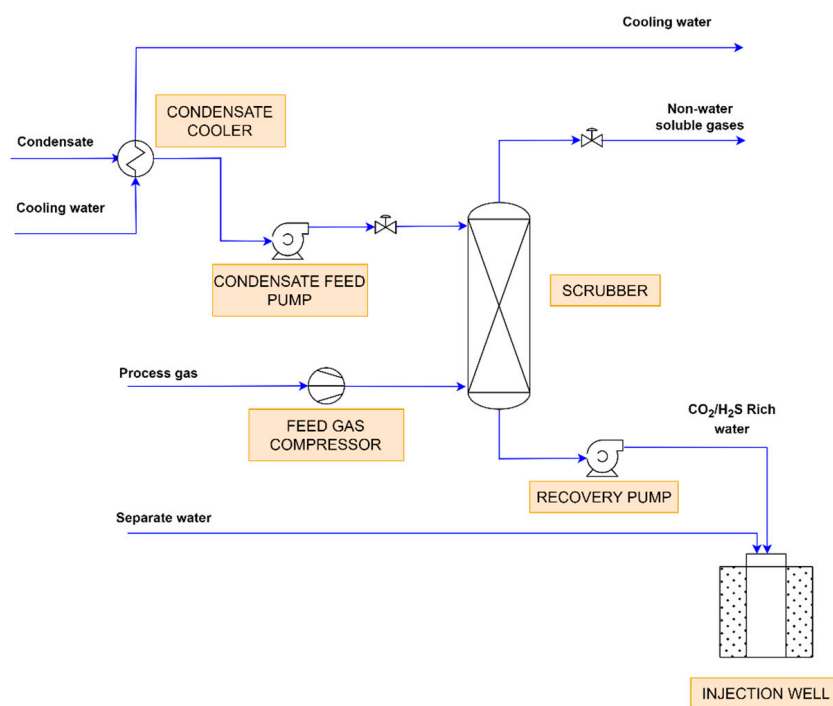 Cooling water
Non-water
soluble gases
CONDENSATE
COOLER
Condensate
Cooling water
CONDENSATE FEED
PUMP
SCRUBBER
Process gas
FEED GAS
COMPRESSOR
CO₂/H₂S Rich
water
RECOVERY PUMP
Separate water
INJECTION WELL